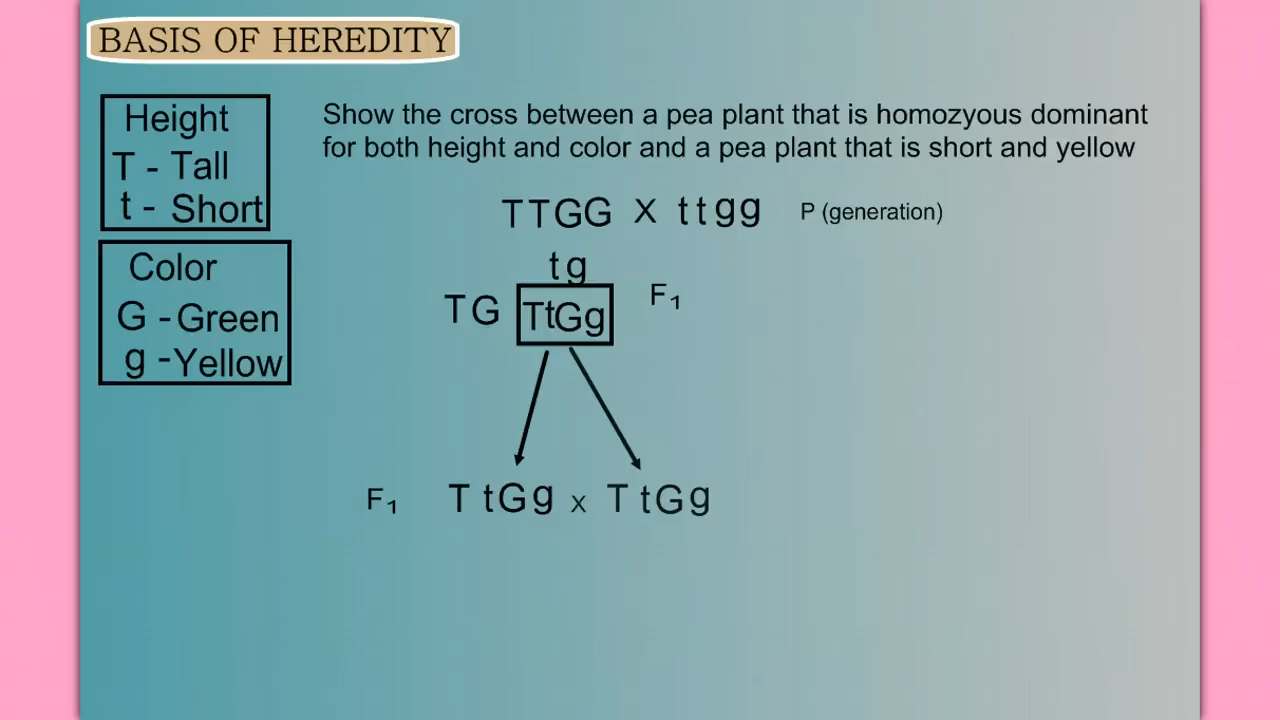 BASIS OF HEREDITY
Height
T - Tall
t - Short
Color
G - Green
g - Yellow
Show the cross between a pea plant that is homozyous dominant
for both height and color and a pea plant that is short and yellow
TTGG X ttgg P (generation)
tg
TG TtGg F₁
F₁ TtGg x TtGg